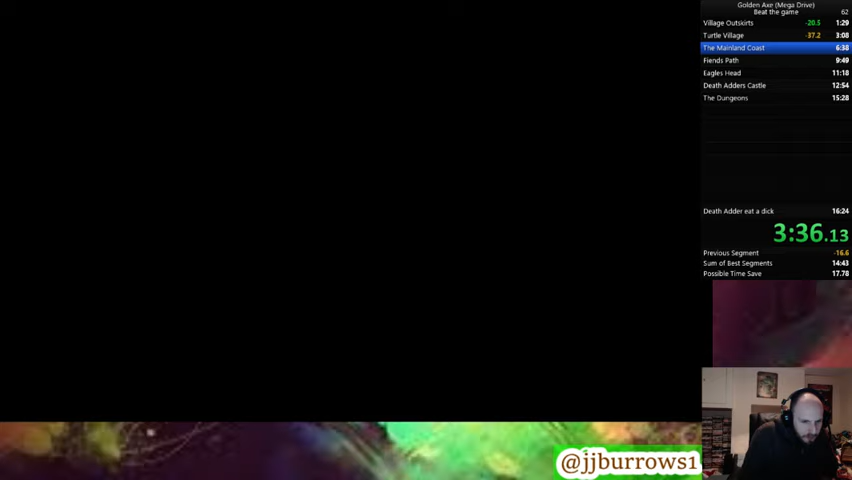 Golden Axe (Mega Drive)
Beat the game 62
Village Outskirts -20.5 1:29
Turtle Village -37.2 3:08
The Mainland Coast 6:38
Fiends Path 9:49
Eagles Head 11:18
Death Adders Castle 12:54
The Dungeons 15:28
Death Adder eat a dick 16:24
3:36.13
Previous Segment -16.6
Sum of Best Segments 14:43
Possible Time Save 17.78
@jjburrows1